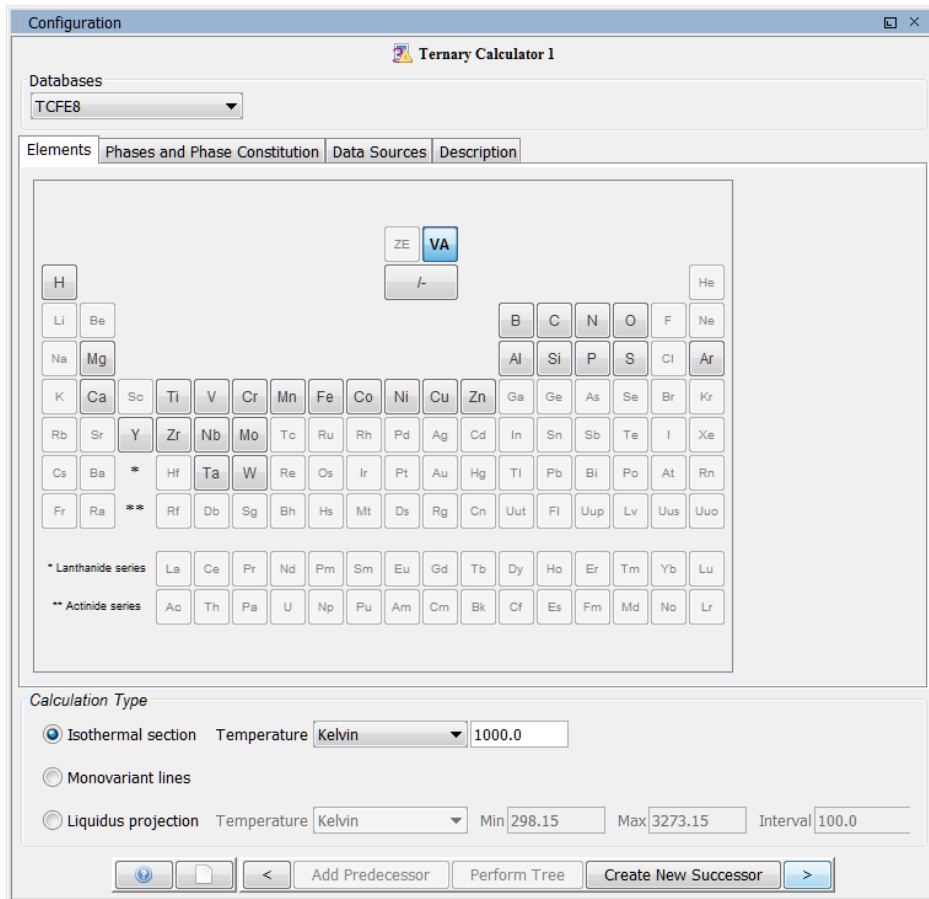 Configuration
Ternary Calculator 1
Databases
TCFE8
Elements Phases and Phase Constitution Data Sources Description
ZE VA
H /- He
Li Be B C N O F Ne
Na Mg Al Si P S Cl Ar
K Ca Sc Ti V Cr Mn Fe Co Ni Cu Zn Ga Ge As Se Br Kr
Rb Sr Y Zr Nb Mo Tc Ru Rh Pd Ag Cd In Sn Sb Te I Xe
Cs Ba * Hf Ta W Re Os Ir Pt Au Hg Tl Pb Bi Po At Rn
Fr Ra ** Rf Db Sg Bh Hs Mt Ds Rg Cn Uut Fl Uup Lv Uus Uuo
* Lanthanide series La Ce Pr Nd Pm Sm Eu Gd Tb Dy Ho Er Tm Yb Lu
** Actinide series Ac Th Pa U Np Pu Am Cm Bk Cf Es Fm Md No Lr
Calculation Type
Isothermal section Temperature Kelvin 1000.0
Monovariant lines
Liquidus projection Temperature Kelvin Min 298.15 Max 3273.15 Interval 100.0
? < Add Predecessor Perform Tree Create New Successor >